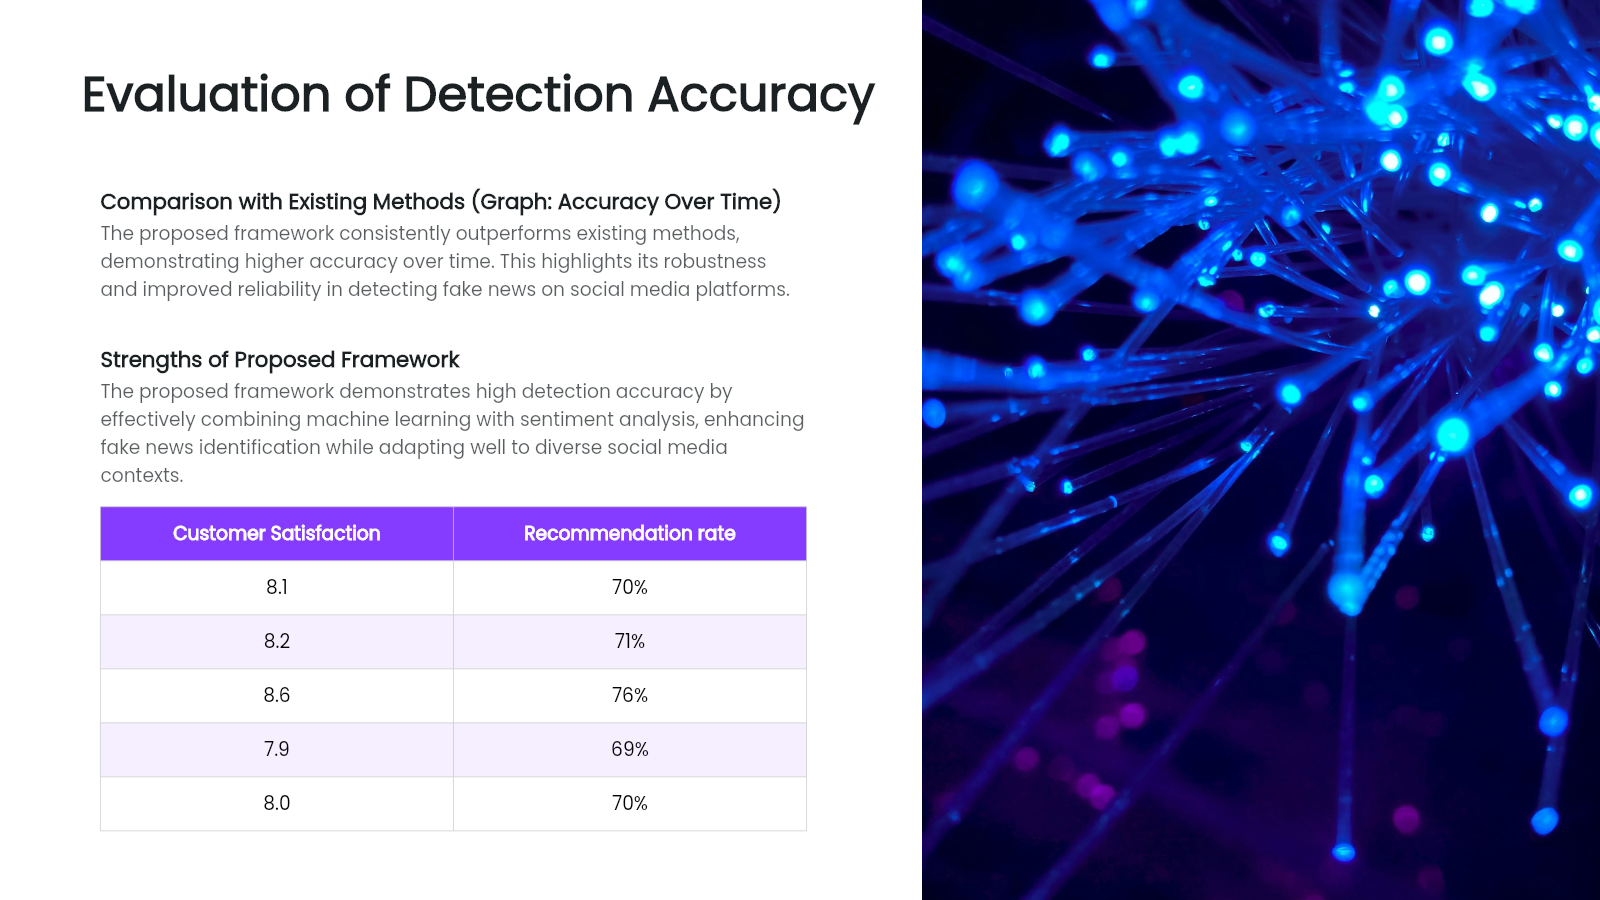 Evaluation of Detection Accuracy
Comparison with Existing Methods (Graph: Accuracy Over Time)
The proposed framework consistently outperforms existing methods,
demonstrating higher accuracy over time. This highlights its robustness
and improved reliability in detecting fake news on social media platforms.
Strengths of Proposed Framework
The proposed framework demonstrates high detection accuracy by
effectively combining machine learning with sentiment analysis, enhancing
fake news identification while adapting well to diverse social media
contexts.
Customer Satisfaction Recommendation rate
8.1 70%
8.2 71%
8.6 76%
7.9 69%
8.0 70%